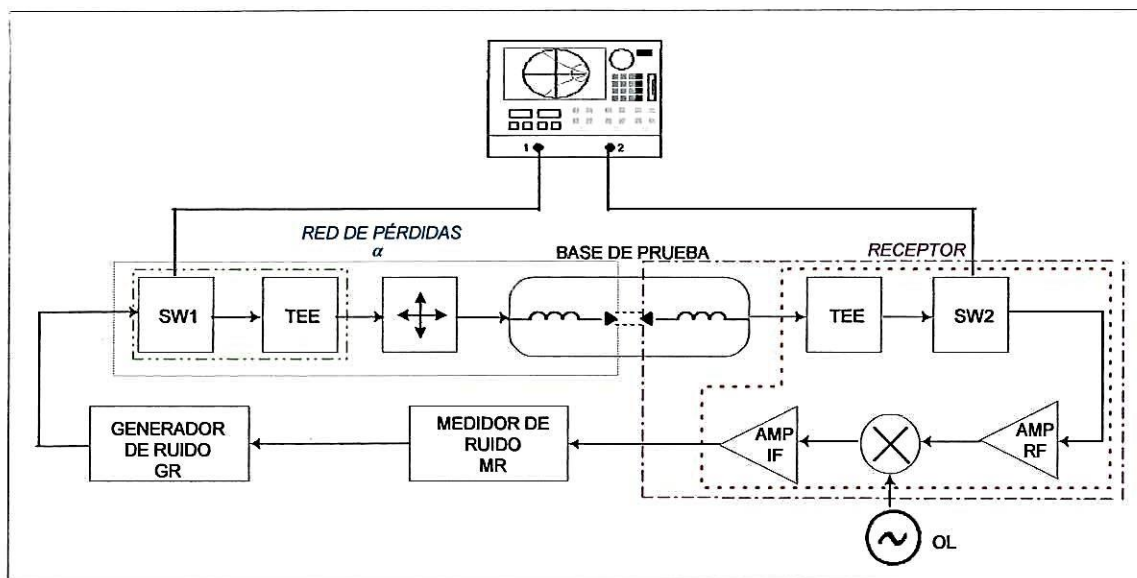 1 2
RED DE PÉRDIDAS
α
BASE DE PRUEBA
RECEPTOR
SW1
TEE
TEE
SW2
GENERADOR
DE RUIDO
GR
MEDIDOR DE
RUIDO
MR
AMP
IF
AMP
RF
OL